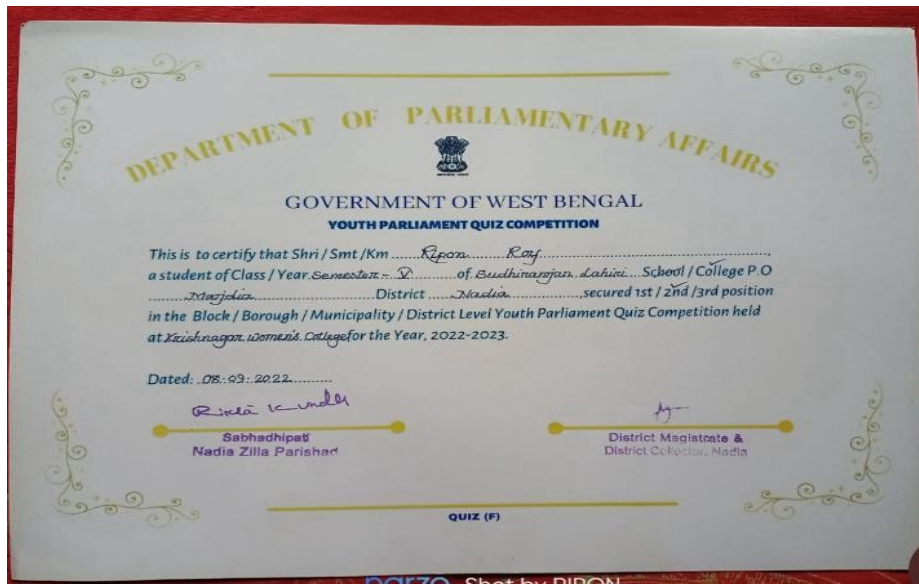 DEPARTMENT OF PARLIAMENTARY AFFAIRS
GOVERNMENT OF WEST BENGAL
YOUTH PARLIAMENT QUIZ COMPETITION
This is to certify that Shri / Smt /Km ...Ripon Roy...,
a student of Class / Year Semester - V of Sudhiranjan Lahiri School / College P.O
Majdia District Nadia, secured 1st / 2nd /3rd position
in the Block / Borough / Municipality / District Level Youth Parliament Quiz Competition held
at Krishnagar Women's College for the Year, 2022-2023.
Dated: 08.09.2022
Rikta Kundu
Sabhadhipati
Nadia Zilla Parishad
District Magistrate &
District Collector, Nadia
QUIZ (F)
narzo Shot by RIPON